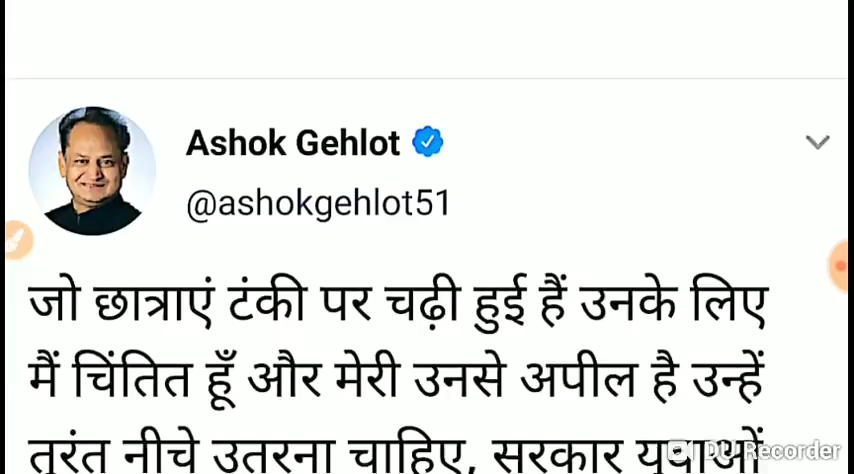 Ashok Gehlot
@ashokgehlot51
जो छात्राएं टंकी पर चढ़ी हुई हैं उनके लिए
मैं चिंतित हूँ और मेरी उनसे अपील है उन्हें
तुरंत नीचे उतरना चाहिए, सरकार युवाओं
DU Recorder